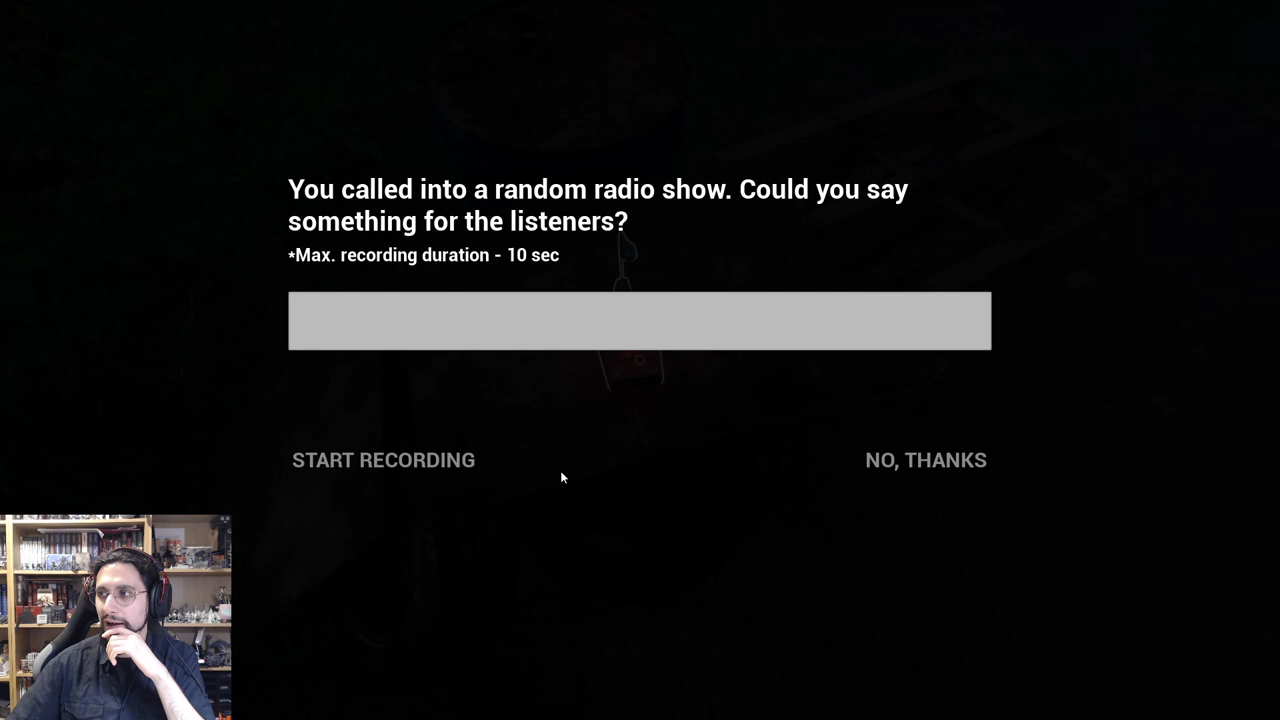 You called into a random radio show. Could you say
something for the listeners?
*Max. recording duration - 10 sec
START RECORDING
NO, THANKS